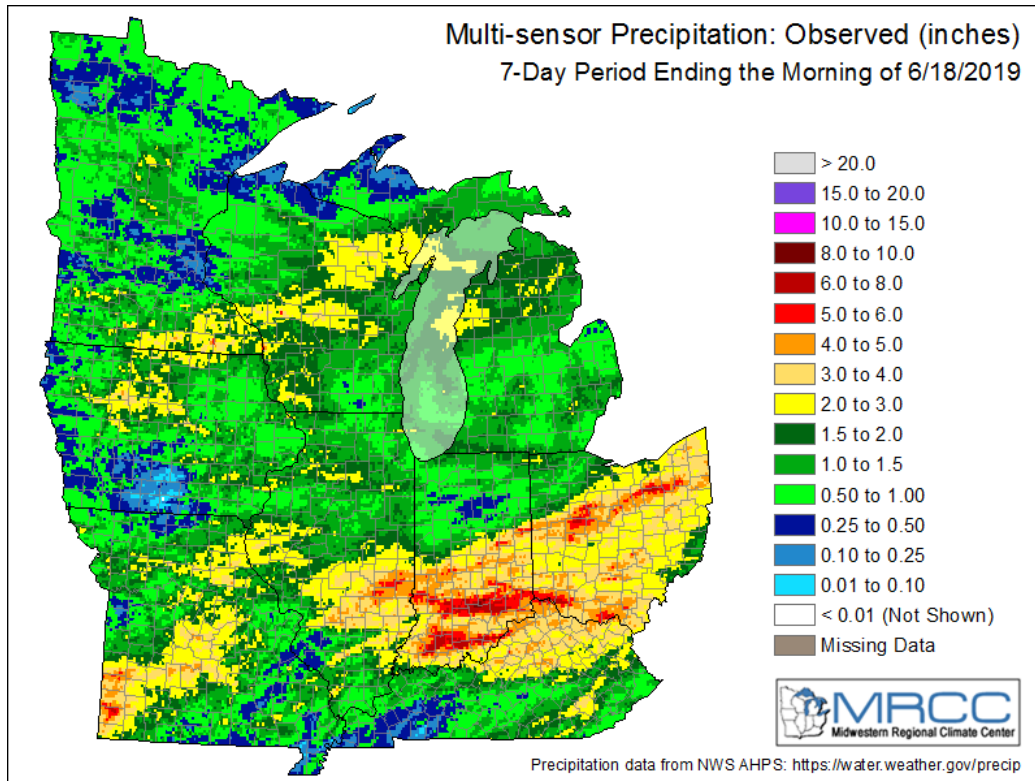 Multi-sensor Precipitation: Observed (inches)
7-Day Period Ending the Morning of 6/18/2019
> 20.0
15.0 to 20.0
10.0 to 15.0
8.0 to 10.0
6.0 to 8.0
5.0 to 6.0
4.0 to 5.0
3.0 to 4.0
2.0 to 3.0
1.5 to 2.0
1.0 to 1.5
0.50 to 1.00
0.25 to 0.50
0.10 to 0.25
0.01 to 0.10
< 0.01 (Not Shown)
Missing Data
MRCC
Midwestern Regional Climate Center
Precipitation data from NWS AHPS: https://water.weather.gov/precip